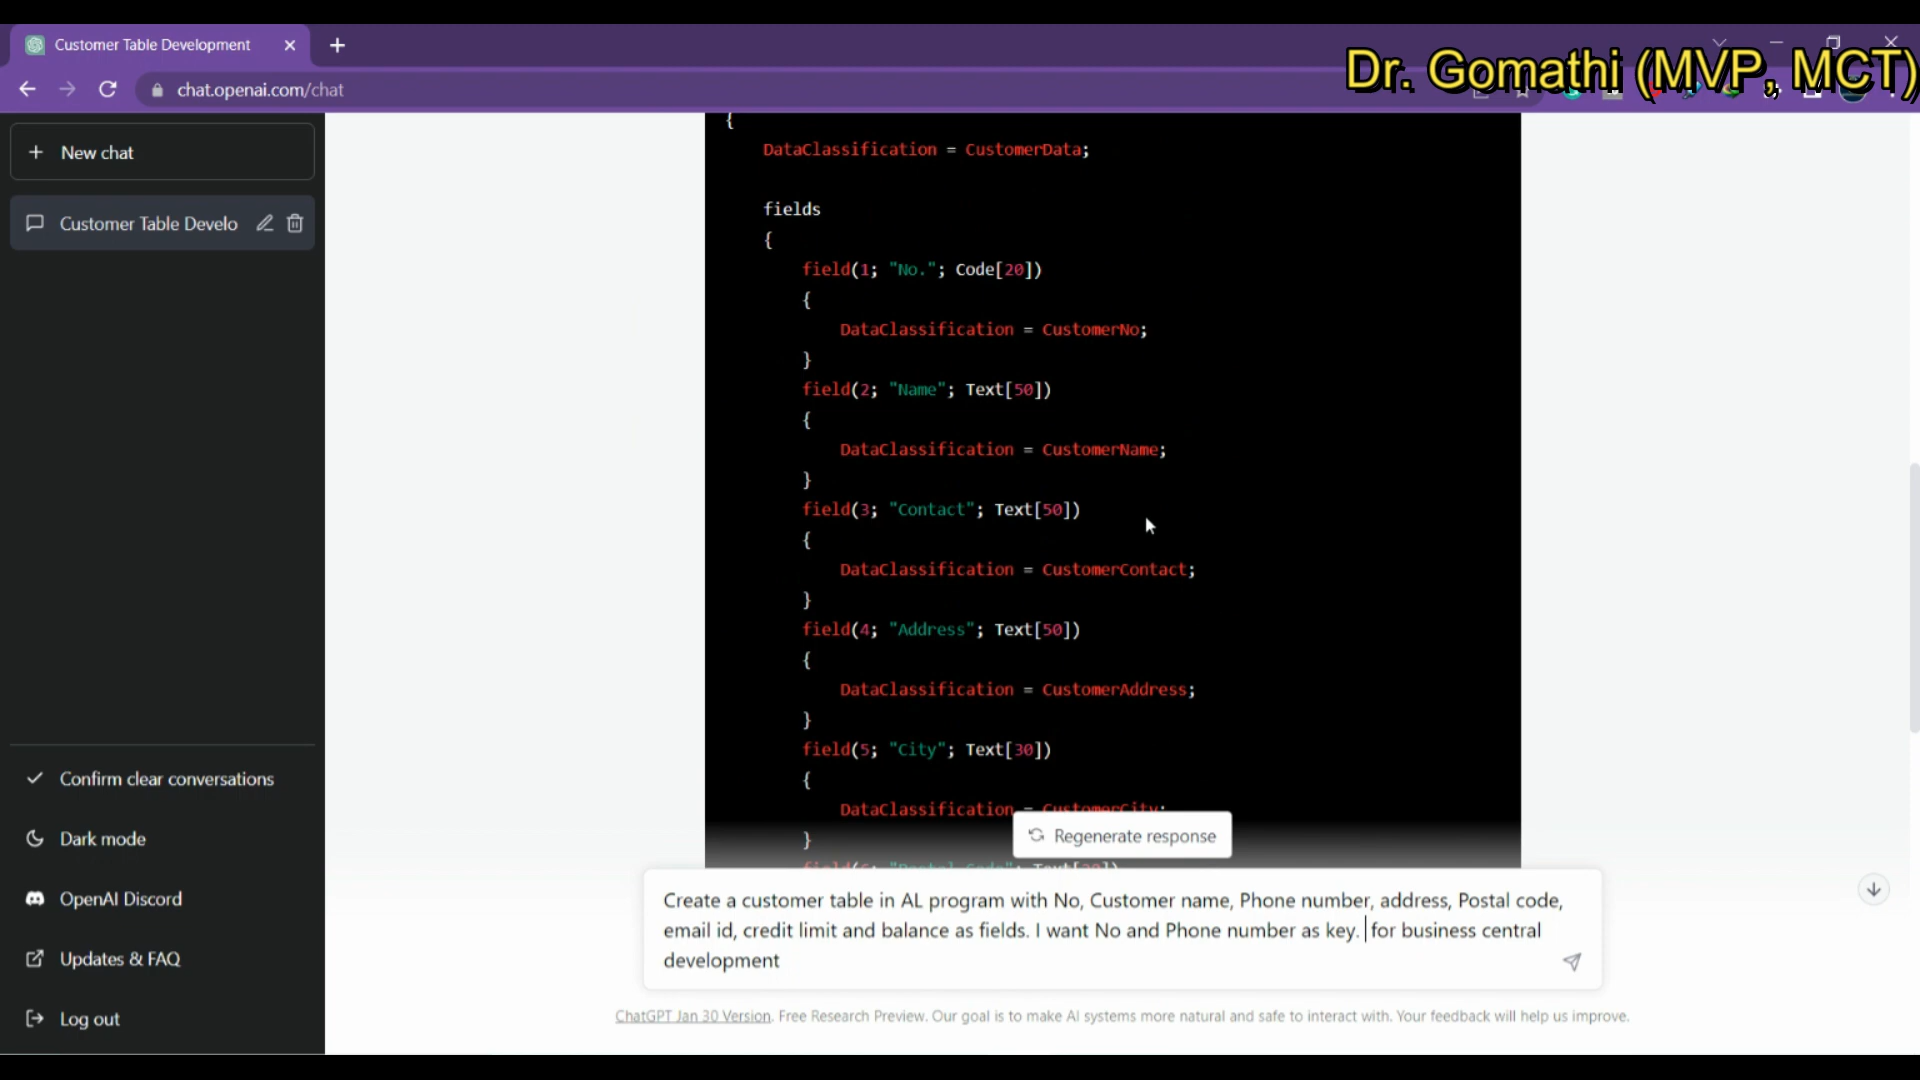 Customer Table Development
Dr. Gomathi (MVP, MCT)
chat.openai.com/chat
New chat
Customer Table Develo
{
DataClassification = CustomerData;
fields
{
field(1; "No."; Code[20])
{
DataClassification = CustomerNo;
}
field(2; "Name"; Text[50])
{
DataClassification = CustomerName;
}
field(3; "Contact"; Text[50])
{
DataClassification = CustomerContact;
}
field(4; "Address"; Text[50])
{
DataClassification = CustomerAddress;
}
field(5; "City"; Text[30])
{
DataClassification = CustomerCity;
}
Regenerate response
Confirm clear conversations
Dark mode
OpenAI Discord
Updates & FAQ
Log out
Create a customer table in AL program with No, Customer name, Phone number, address, Postal code,
email id, credit limit and balance as fields. I want No and Phone number as key. for business central
development
ChatGPT Jan 30 Version. Free Research Preview. Our goal is to make AI systems more natural and safe to interact with. Your feedback will help us improve.